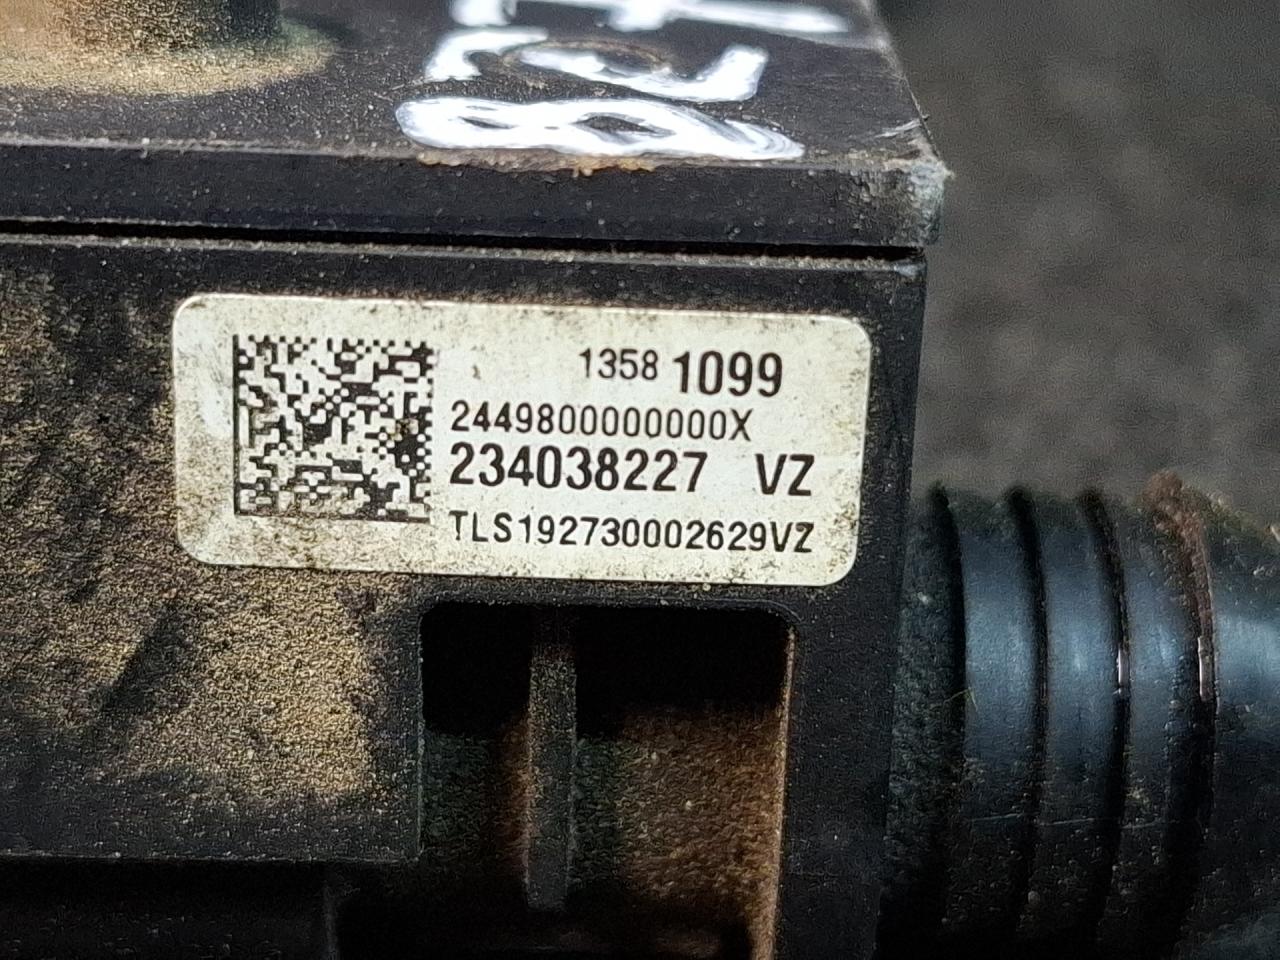 1358 1099
2449800000000X
234038227 VZ
TLS192730002629VZ